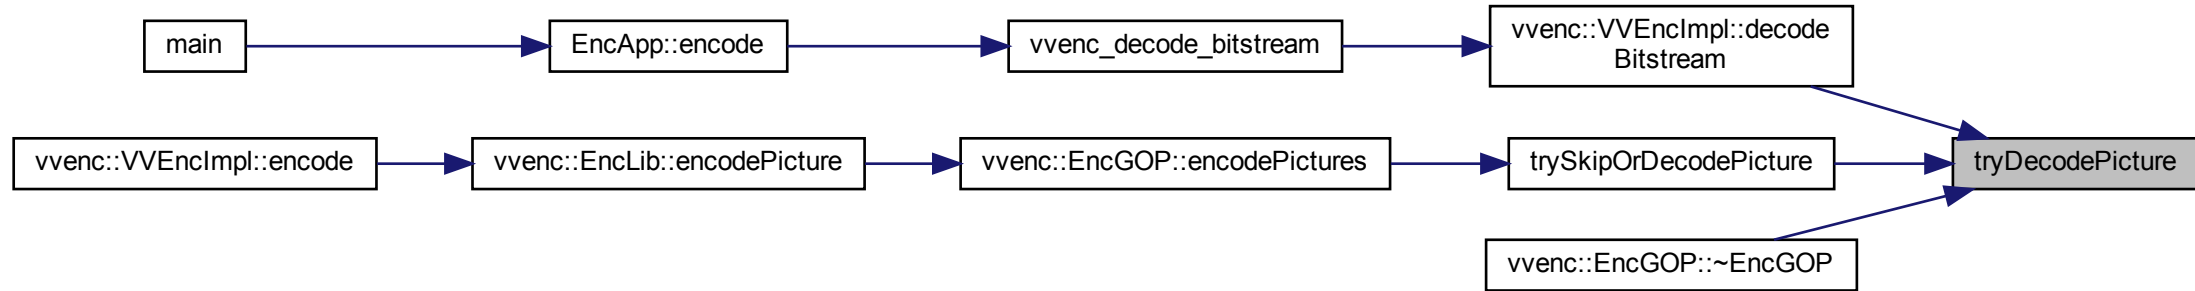 main
EncApp::encode
vvenc_decode_bitstream
vvenc::VVEncImpl::decode
Bitstream
vvenc::VVEncImpl::encode
vvenc::EncLib::encodePicture
vvenc::EncGOP::encodePictures
trySkipOrDecodePicture
tryDecodePicture
vvenc::EncGOP::~EncGOP